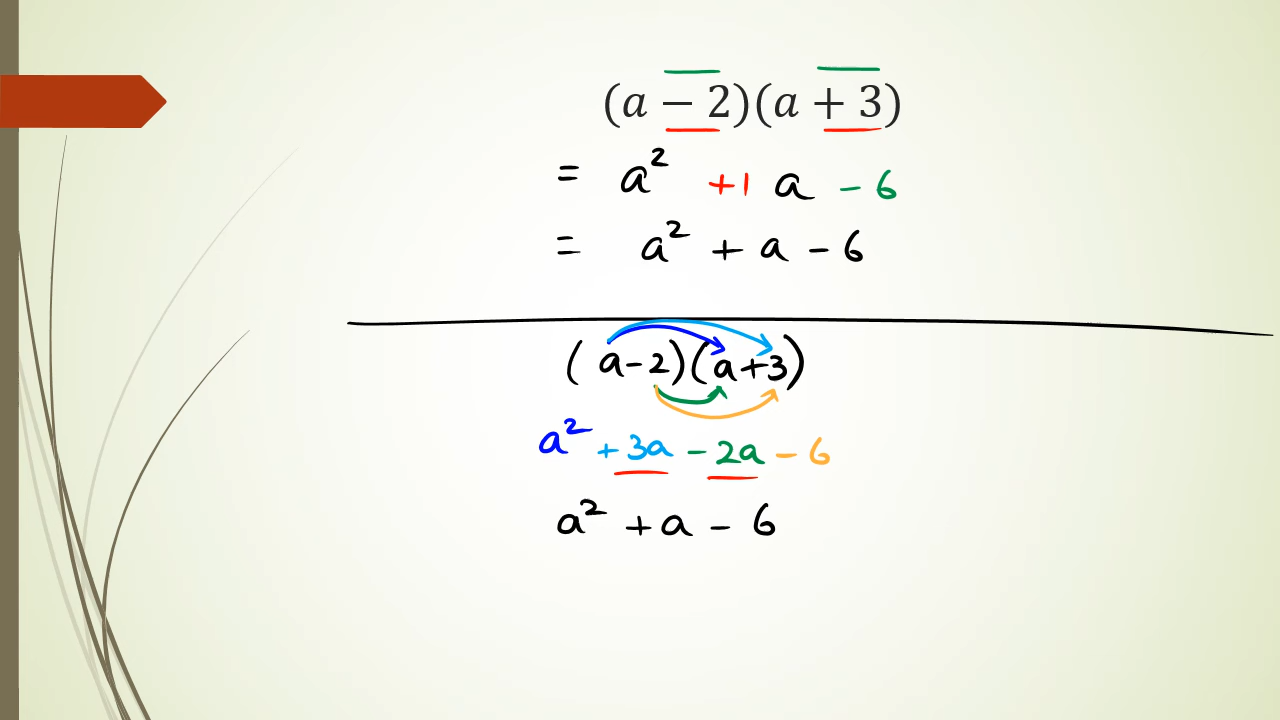 (a − 2)(a + 3)
= a² +1 a − 6
= a² + a − 6
(a−2)(a+3)
a² +3a − 2a − 6
a² + a − 6